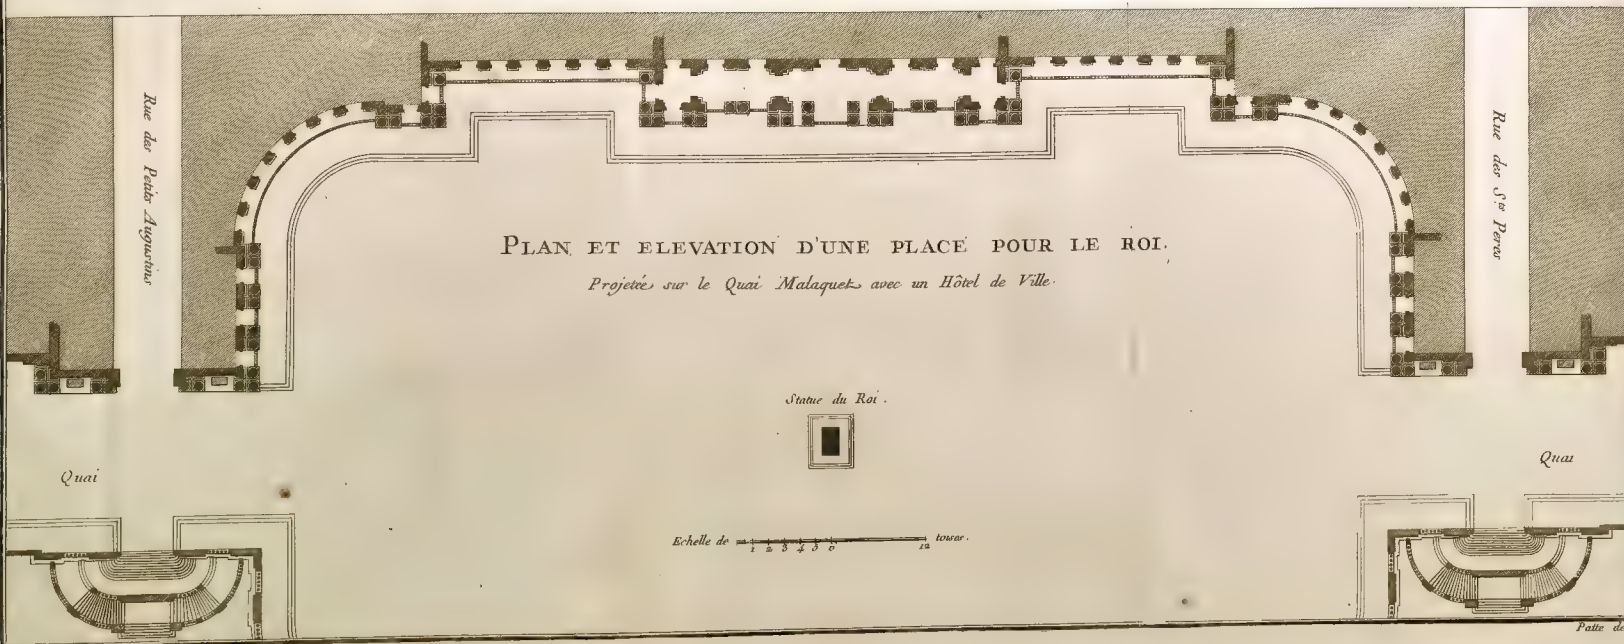 Rue des Petits Augustins
Rue des S.ts Peres
PLAN ET ELEVATION D'UNE PLACE POUR LE ROI.
Projetée sur le Quai Malaquet avec un Hôtel de Ville.
Statue du Roi.
Quai
Quai
Echelle de 1 2 3 4 5 6 12 toises.
Patte